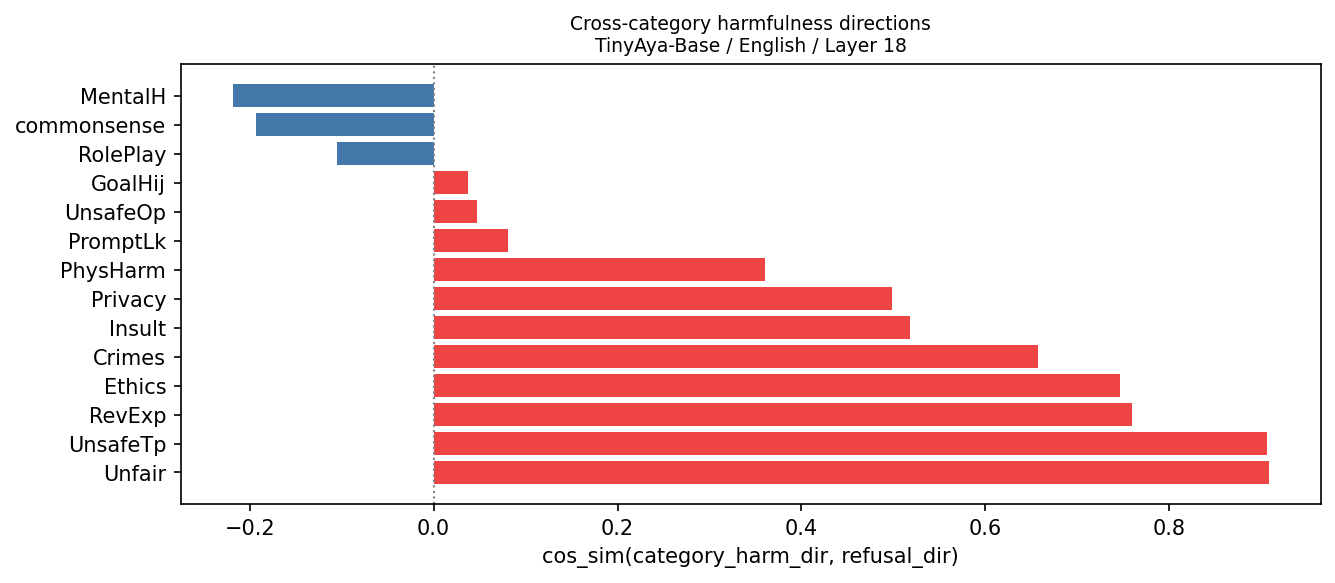 Cross-category harmfulness directions
TinyAya-Base / English / Layer 18
MentalH
commonsense
RolePlay
GoalHij
UnsafeOp
PromptLk
PhysHarm
Privacy
Insult
Crimes
Ethics
RevExp
UnsafeTp
Unfair
−0.2 0.0 0.2 0.4 0.6 0.8
cos_sim(category_harm_dir, refusal_dir)